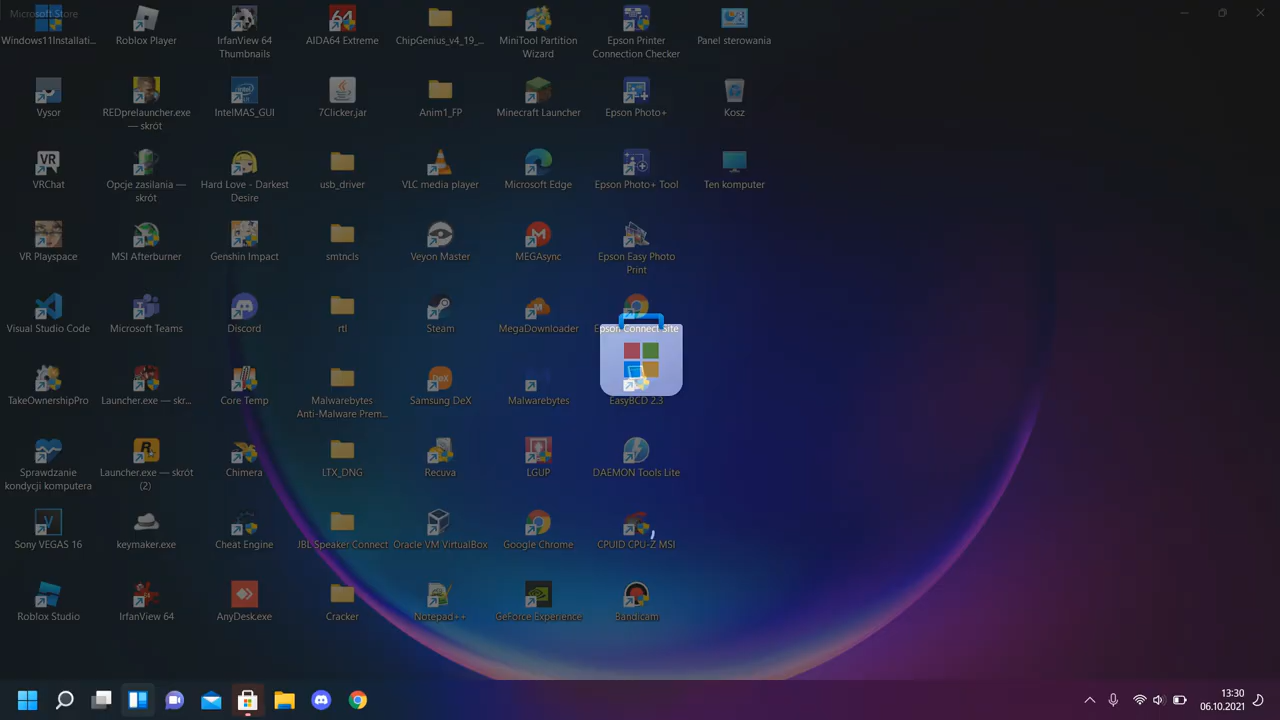 Microsoft Store
Windows11Installati...
Roblox Player
IrfanView 64
Thumbnails
AIDA64 Extreme
ChipGenius_v4_19_...
MiniTool Partition
Wizard
Epson Printer
Connection Checker
Panel sterowania
Vysor
REDprelauncher.exe
— skrót
IntelMAS_GUI
7Clicker.jar
Anim1_FP
Minecraft Launcher
Epson Photo+
Kosz
VRChat
Opcje zasilania —
skrót
Hard Love - Darkest
Desire
usb_driver
VLC media player
Microsoft Edge
Epson Photo+ Tool
Ten komputer
VR Playspace
MSI Afterburner
Genshin Impact
smtncls
Veyon Master
MEGAsync
Epson Easy Photo
Print
Visual Studio Code
Microsoft Teams
Discord
rtl
Steam
MegaDownloader
Epson Connect Site
TakeOwnershipPro
Launcher.exe — skr...
Core Temp
Malwarebytes
Anti-Malware Prem...
Samsung DeX
Malwarebytes
EasyBCD 2.3
Sprawdzanie
kondycji komputera
Launcher.exe — skrót
(2)
Chimera
LTX_DNG
Recuva
LGUP
DAEMON Tools Lite
Sony VEGAS 16
keymaker.exe
Cheat Engine
JBL Speaker Connect
Oracle VM VirtualBox
Google Chrome
CPUID CPU-Z MSI
Roblox Studio
IrfanView 64
AnyDesk.exe
Cracker
Notepad++
GeForce Experience
Bandicam
13:30
06.10.2021